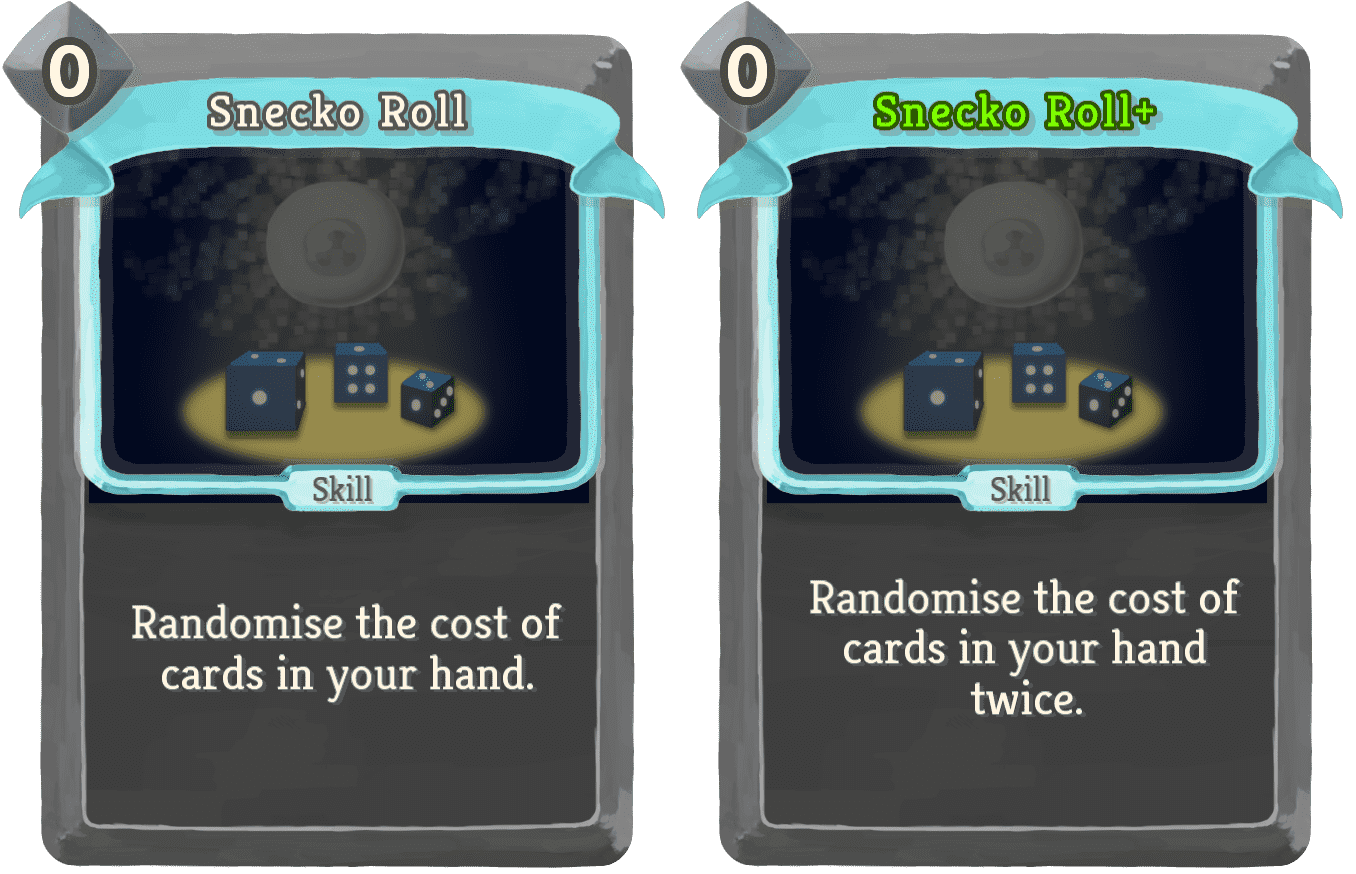 0
Snecko Roll
Skill
Randomise the cost of
cards in your hand.
0
Snecko Roll+
Skill
Randomise the cost of
cards in your hand
twice.